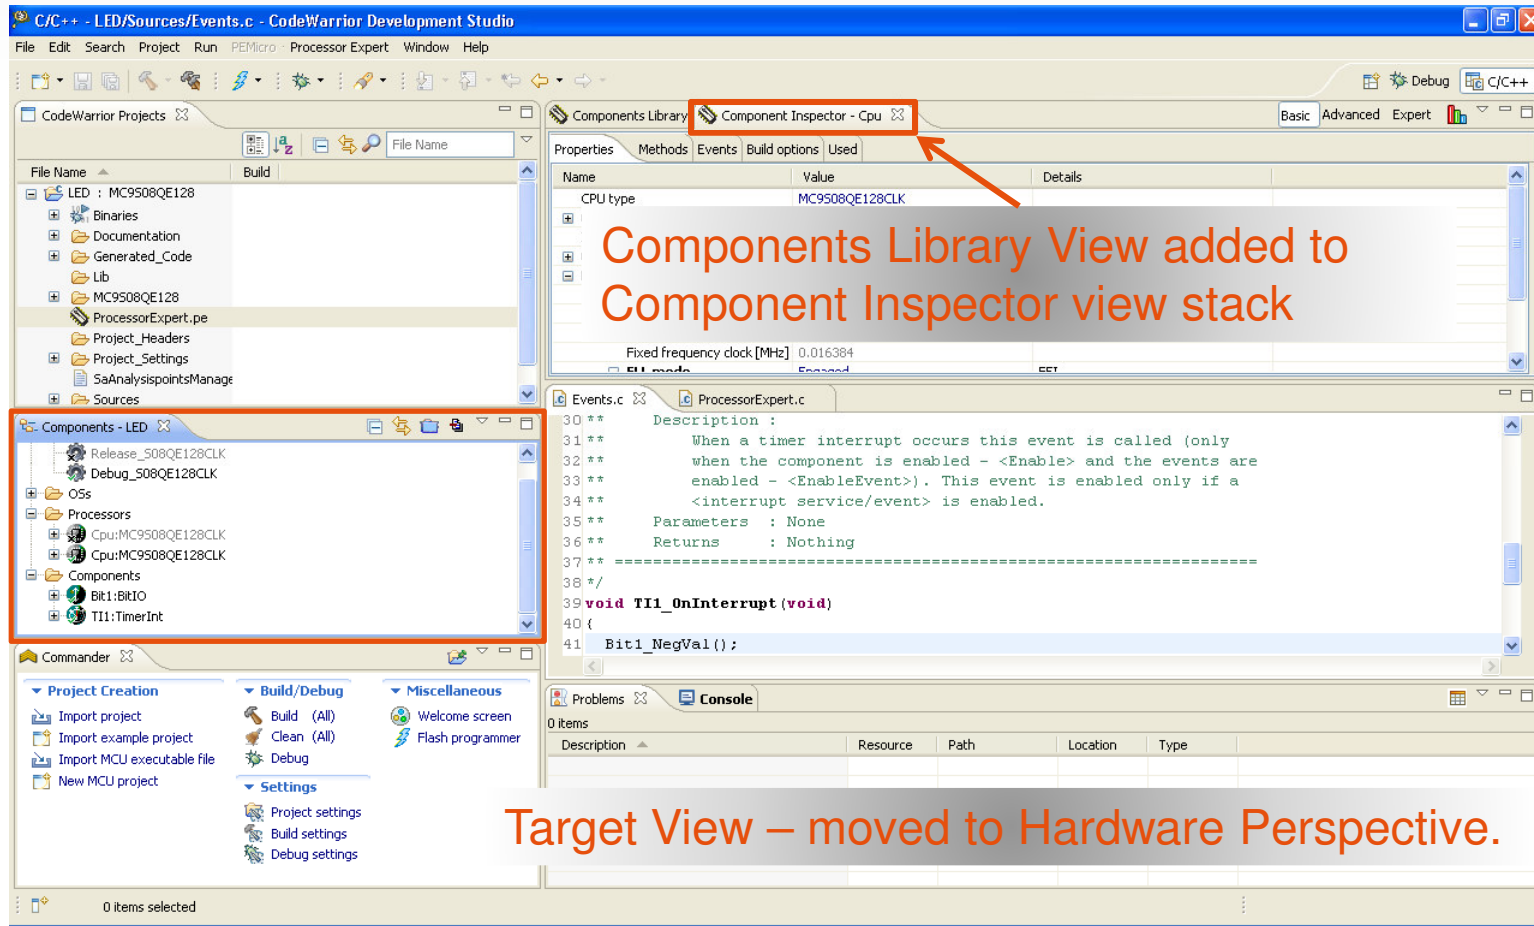 C/C++ - LED/Sources/Events.c - CodeWarrior Development Studio
File Edit Search Project Run PEMicro Processor Expert Window Help
Debug C/C++
CodeWarrior Projects
File Name
File Name Build
LED : MC9S08QE128
Binaries
Documentation
Generated_Code
Lib
MC9S08QE128
ProcessorExpert.pe
Project_Headers
Project_Settings
SaAnalysispointsManage
Sources
Components Library Component Inspector - Cpu Basic Advanced Expert
Properties Methods Events Build options Used
Name Value Details
CPU type MC9S08QE128CLK
Components Library View added to
Component Inspector view stack
Fixed frequency clock [MHz] 0.016384
FLL mode Engaged FEI
Components - LED
Release_S08QE128CLK
Debug_S08QE128CLK
OSs
Processors
Cpu:MC9S08QE128CLK
Cpu:MC9S08QE128CLK
Components
Bit1:BitIO
TI1:TimerInt
Events.c ProcessorExpert.c
30 ** Description :
31 ** When a timer interrupt occurs this event is called (only
32 ** when the component is enabled - <Enable> and the events are
33 ** enabled - <EnableEvent>). This event is enabled only if a
34 ** <interrupt service/event> is enabled.
35 ** Parameters : None
36 ** Returns : Nothing
37 ** ===================================================================
38 */
39 void TI1_OnInterrupt(void)
40 {
41 Bit1_NegVal();
Commander
Project Creation
Import project
Import example project
Import MCU executable file
New MCU project
Build/Debug
Build (All)
Clean (All)
Debug
Settings
Project settings
Build settings
Debug settings
Miscellaneous
Welcome screen
Flash programmer
Problems Console
0 items
Description Resource Path Location Type
Target View – moved to Hardware Perspective.
0 items selected